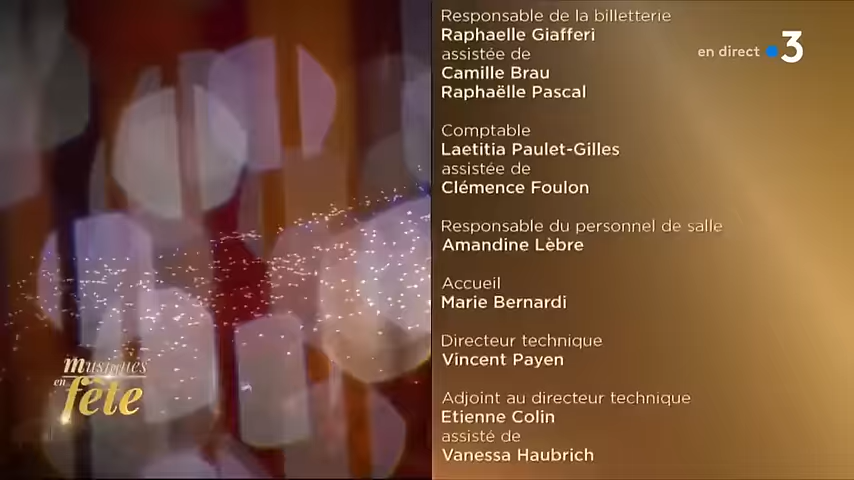 Responsable de la billetterie
Raphaelle Giafferi
assistée de
Camille Brau
Raphaëlle Pascal
Comptable
Laetitia Paulet-Gilles
assistée de
Clémence Foulon
Responsable du personnel de salle
Amandine Lèbre
Accueil
Marie Bernardi
Directeur technique
Vincent Payen
Adjoint au directeur technique
Etienne Colin
assisté de
Vanessa Haubrich
en direct 3
musiques
en fête